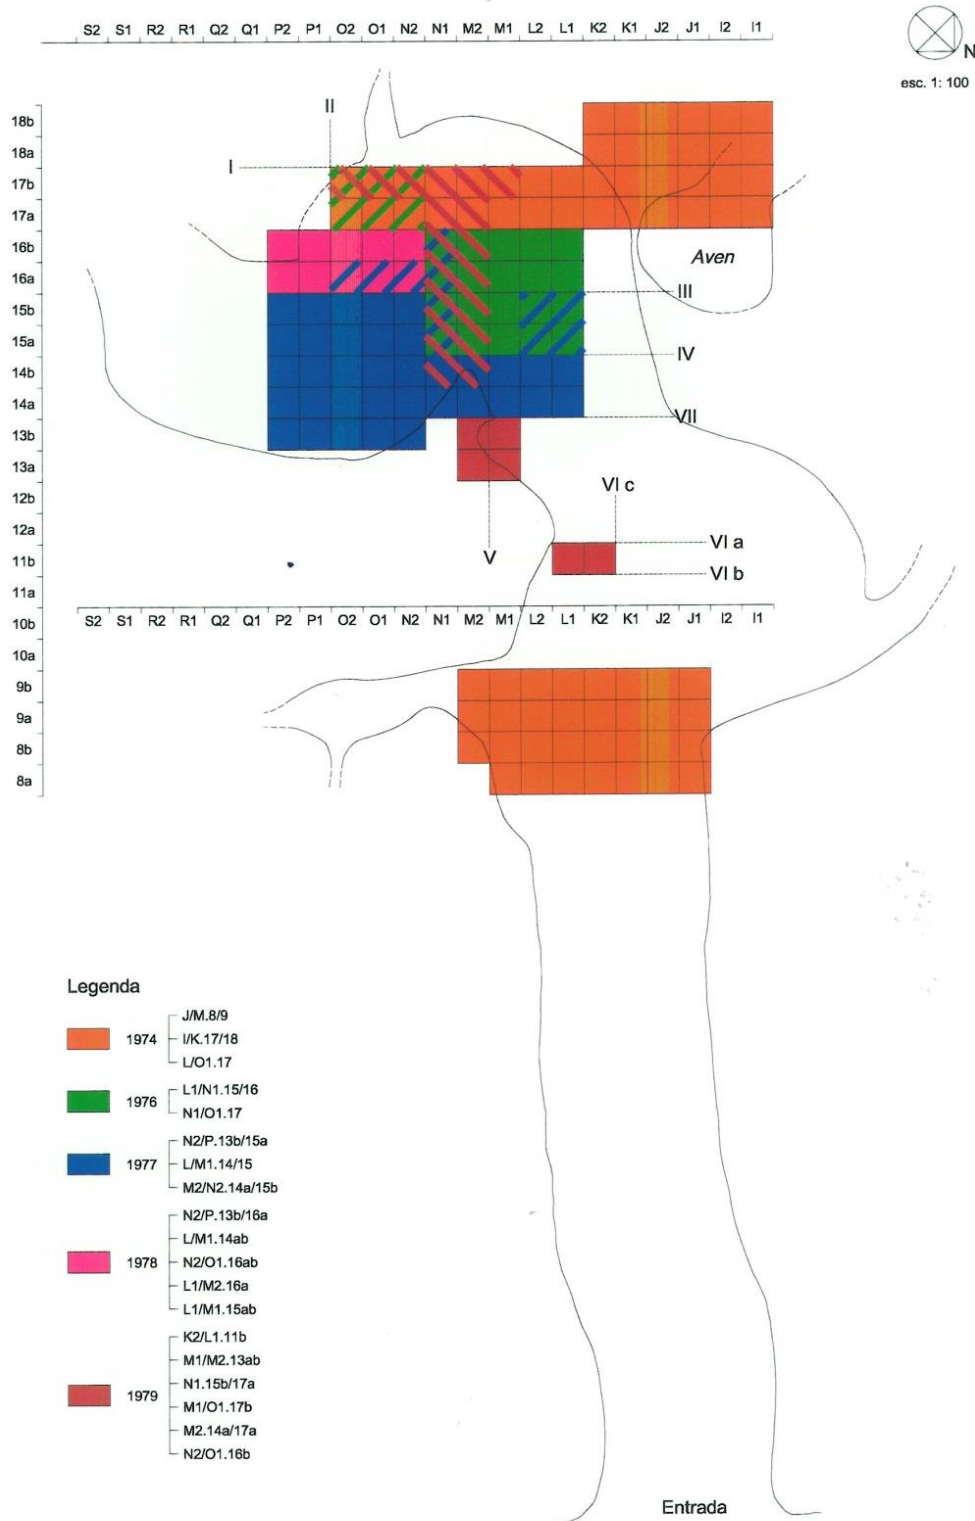 S2 S1 R2 R1 Q2 Q1 P2 P1 O2 O1 N2 N1 M2 M1 L2 L1 K2 K1 J2 J1 I2 I1
N
esc. 1: 100
II
18b
18a
I
17b
17a
16b
Aven
16a
III
15b
15a
IV
14b
14a
VII
13b
13a
VI c
12b
12a
VI a
V
11b
VI b
11a
S2 S1 R2 R1 Q2 Q1 P2 P1 O2 O1 N2 N1 M2 M1 L2 L1 K2 K1 J2 J1 I2 I1
10b
10a
9b
9a
8b
8a
Legenda
1974
J/M.8/9
I/K.17/18
L/O1.17
1976
L1/N1.15/16
N1/O1.17
1977
N2/P.13b/15a
L/M1.14/15
M2/N2.14a/15b
1978
N2/P.13b/16a
L/M1.14ab
N2/O1.16ab
L1/M2.16a
L1/M1.15ab
1979
K2/L1.11b
M1/M2.13ab
N1.15b/17a
M1/O1.17b
M2.14a/17a
N2/O1.16b
Entrada